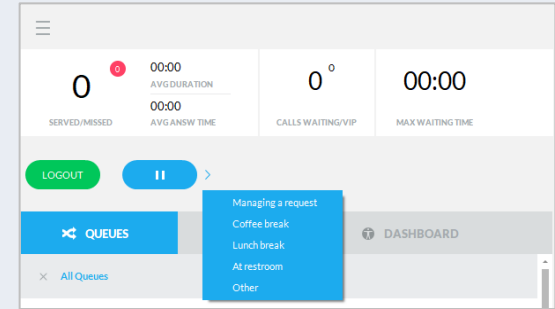 0
0
SERVED/MISSED
00:00
AVG DURATION
00:00
AVG ANSW TIME
0
0
CALLS WAITING/VIP
00:00
MAX WAITING TIME
LOGOUT
Managing a request
Coffee break
Lunch break
At restroom
Other
QUEUES
DASHBOARD
All Queues